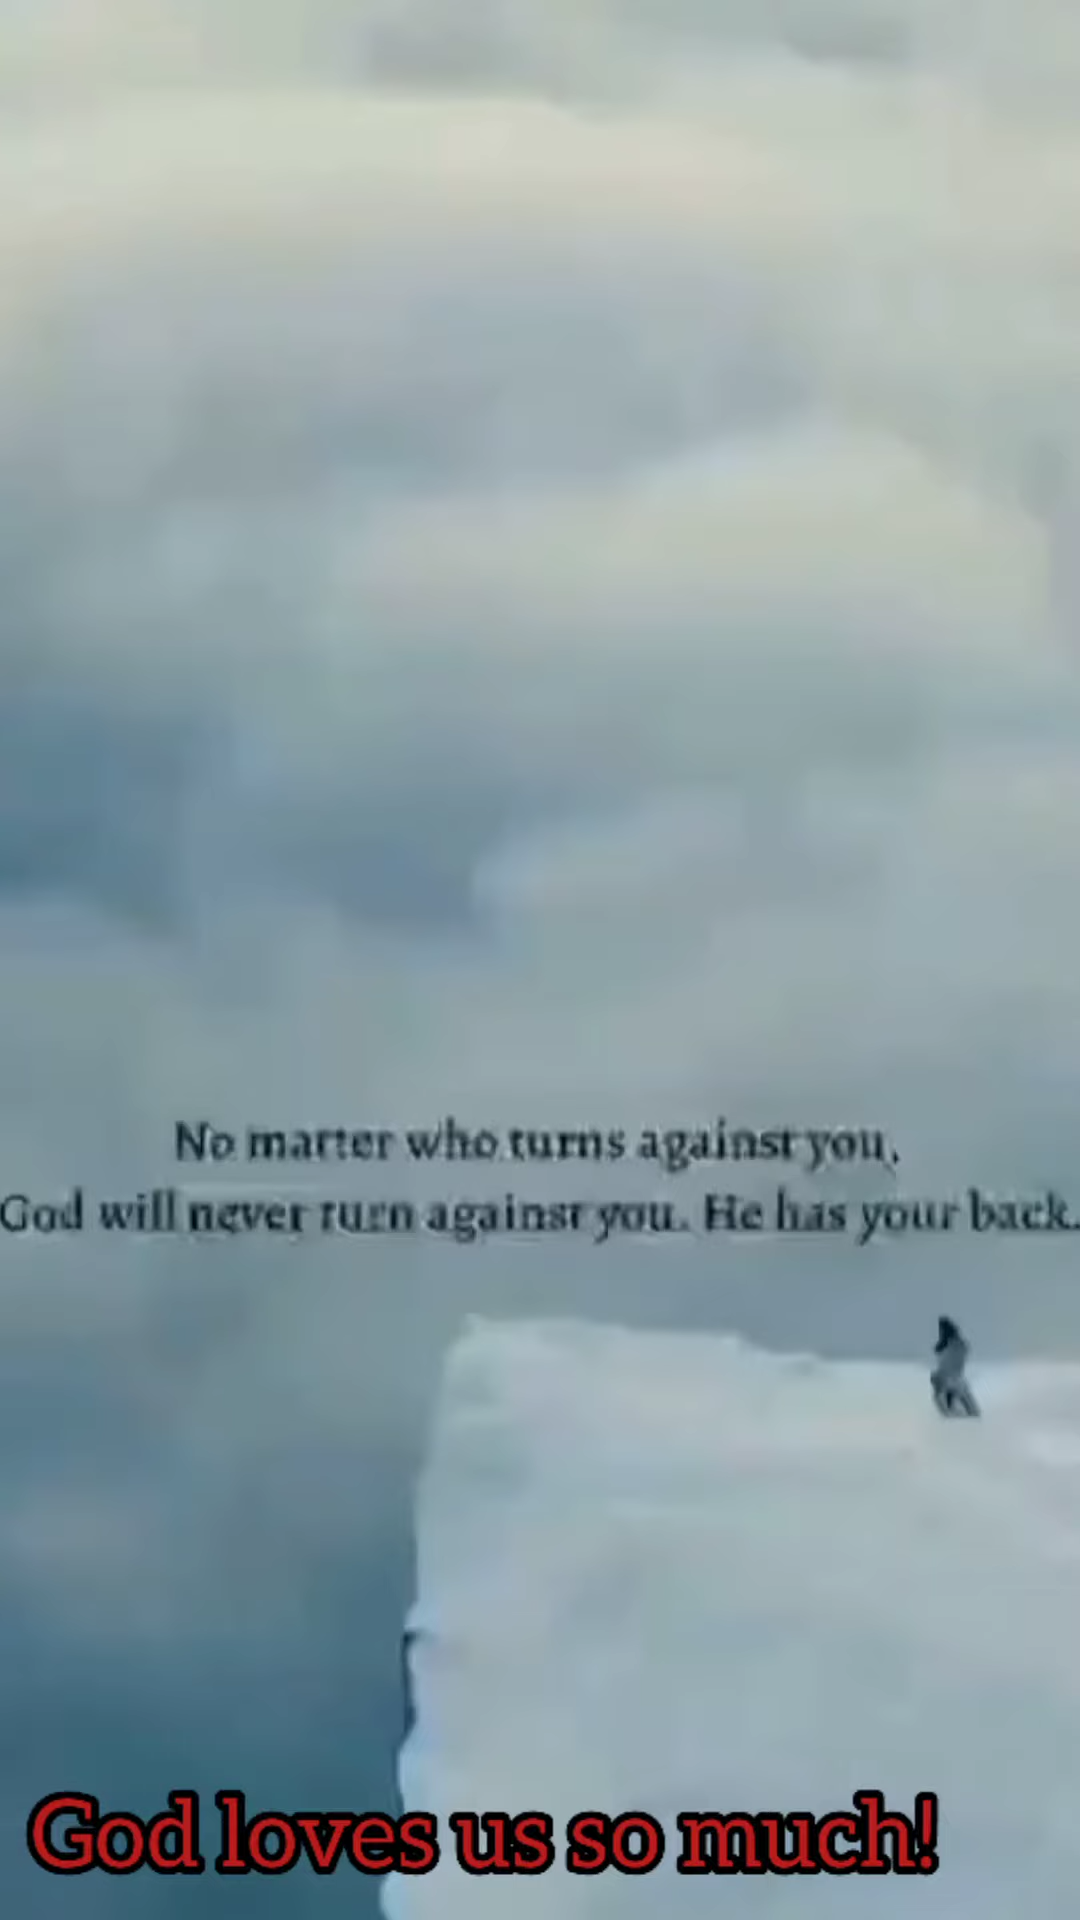 No matter who turns against you,
God will never turn against you. He has your back.
God loves us so much!